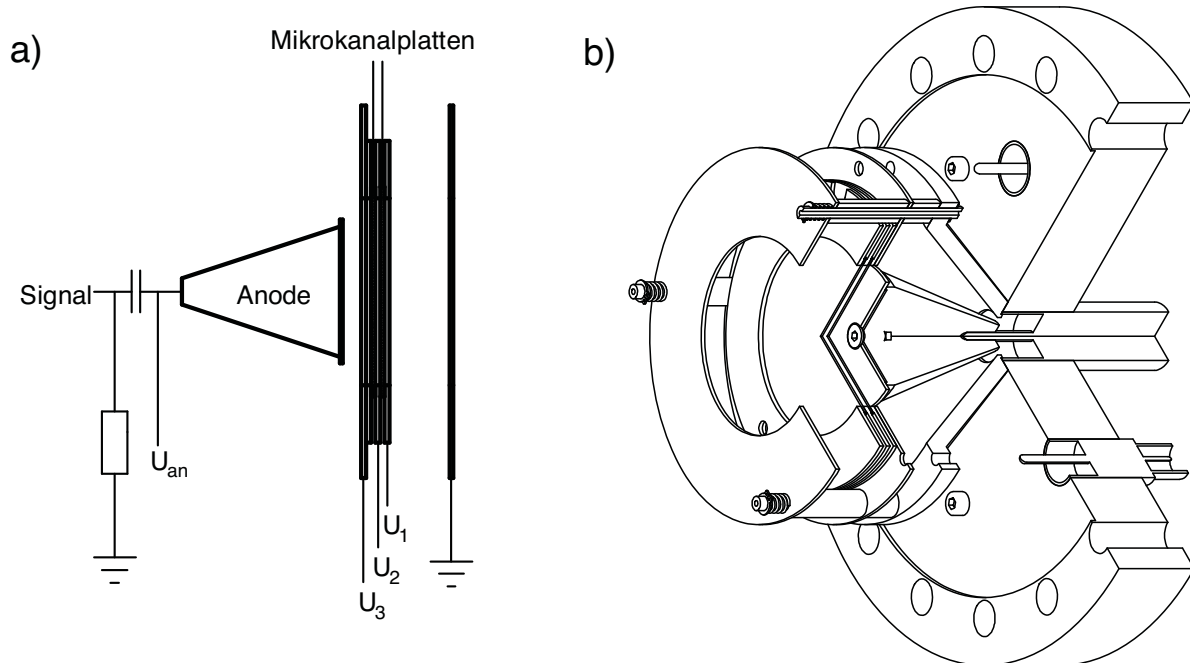 a)
Mikrokanalplatten
b)
Signal
Anode
U_an
U_1
U_2
U_3